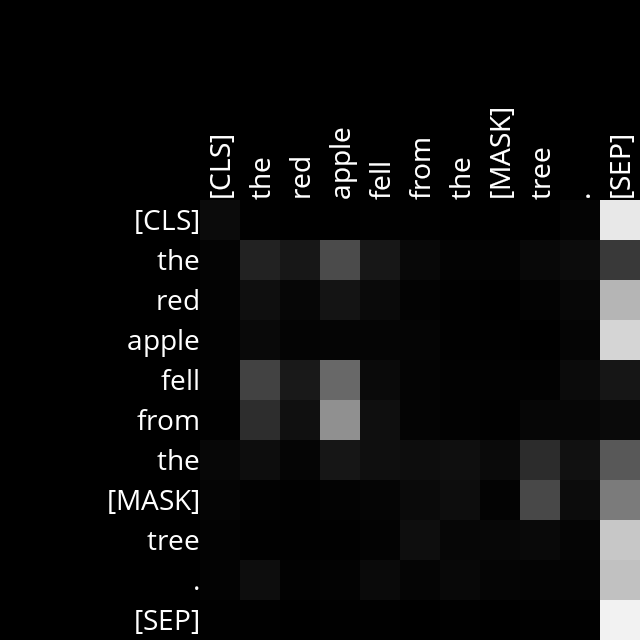 [CLS]
the
red
apple
fell
from
the
[MASK]
tree
.
[SEP]
[CLS]
the
red
apple
fell
from
the
[MASK]
tree
.
[SEP]